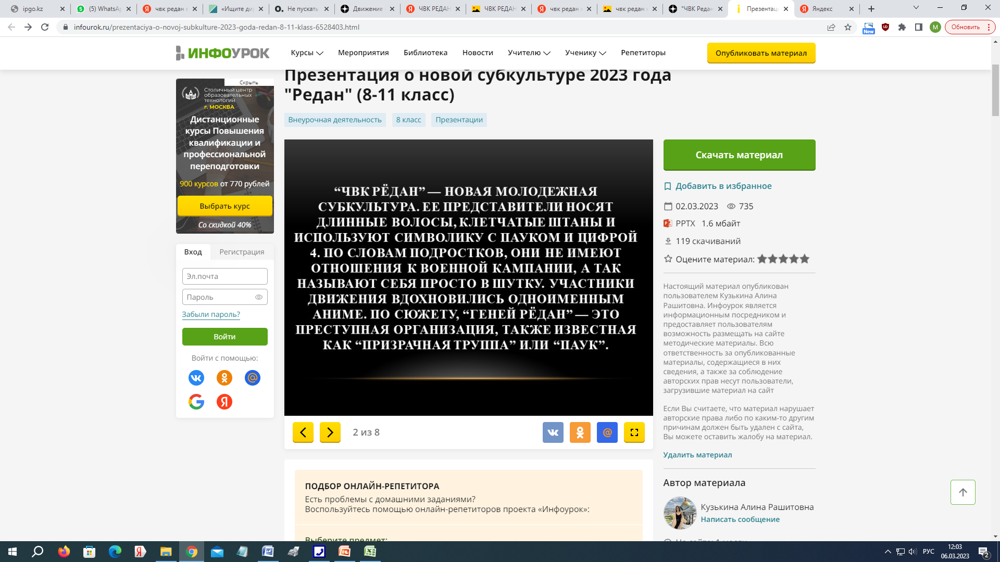 ipgo.kz
(5) WhatsAp
чвк редан в
«Ищите ди
Не пускать
Движение
ЧВК РЕДАН
ЧВК РЕДАН
чвк редан
чвк редан
"ЧВК Редан
Презентац
Яндекс
infourok.ru/prezentaciya-o-novoj-subkulture-2023-goda-redan-8-11-klass-6528403.html
New
M
Обновить
ИНФОУРОК
Курсы
Мероприятия
Библиотека
Новости
Учителю
Ученику
Репетиторы
Опубликовать материал
Презентация о новой субкультуре 2023 года
"Редан" (8-11 класс)
Внеурочная деятельность
8 класс
Презентации
Скрыть
Столичный центр
образовательных
технологий
г. МОСКВА
Дистанционные
курсы Повышения
квалификации и
профессиональной
переподготовки
900 курсов от 770 рублей
Выбрать курс
Со скидкой 40%
Вход
Регистрация
Эл.почта
Пароль
Забыли пароль?
Войти
Войти с помощью:
“ЧВК РЁДАН” — НОВАЯ МОЛОДЕЖНАЯ
СУБКУЛЬТУРА. ЕЕ ПРЕДСТАВИТЕЛИ НОСЯТ
ДЛИННЫЕ ВОЛОСЫ, КЛЕТЧАТЫЕ ШТАНЫ И
ИСПОЛЬЗУЮТ СИМВОЛИКУ С ПАУКОМ И ЦИФРОЙ
4. ПО СЛОВАМ ПОДРОСТКОВ, ОНИ НЕ ИМЕЮТ
ОТНОШЕНИЯ К ВОЕННОЙ КАМПАНИИ, А ТАК
НАЗЫВАЮТ СЕБЯ ПРОСТО В ШУТКУ. УЧАСТНИКИ
ДВИЖЕНИЯ ВДОХНОВИЛИСЬ ОДНОИМЕННЫМ
АНИМЕ. ПО СЮЖЕТУ, “ГЕНЕЙ РЁДАН” — ЭТО
ПРЕСТУПНАЯ ОРГАНИЗАЦИЯ, ТАКЖЕ ИЗВЕСТНАЯ
КАК “ПРИЗРАЧНАЯ ТРУППА” ИЛИ “ПАУК”.
2 из 8
ПОДБОР ОНЛАЙН-РЕПЕТИТОРА
Есть проблемы с домашними заданиями?
Воспользуйтесь помощью онлайн-репетиторов проекта «Инфоурок»:
Выберите предмет:
Скачать материал
Добавить в избранное
02.03.2023 735
PPTX 1.6 мбайт
119 скачиваний
Оцените материал:
Настоящий материал опубликован
пользователем Кузькина Алина
Рашитовна. Инфоурок является
информационным посредником и
предоставляет пользователям
возможность размещать на сайте
методические материалы. Всю
ответственность за опубликованные
материалы, содержащиеся в них
сведения, а также за соблюдение
авторских прав несут пользователи,
загрузившие материал на сайт
Если Вы считаете, что материал нарушает
авторские права либо по каким-то другим
причинам должен быть удален с сайта,
Вы можете оставить жалобу на материал.
Удалить материал
Автор материала
Кузькина Алина Рашитовна
Написать сообщение
РУС
12:03
06.03.2023
2